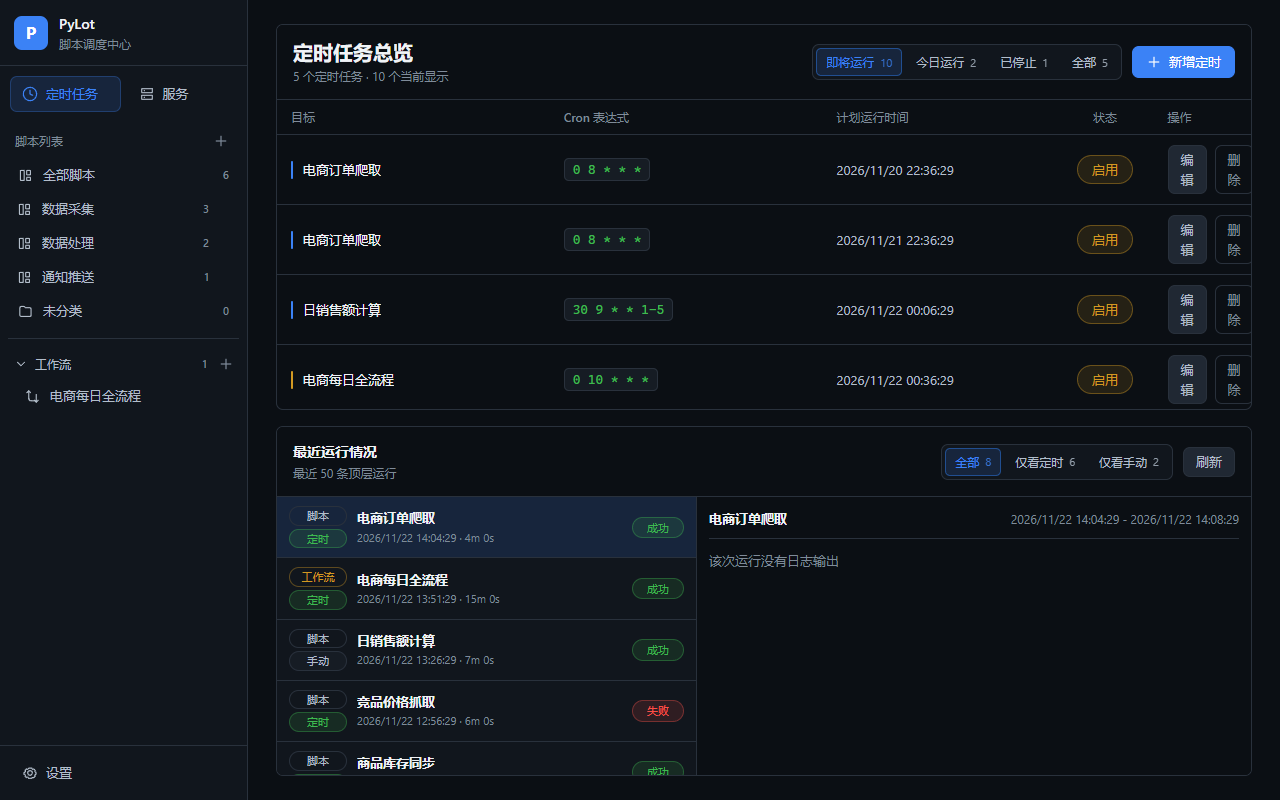 P
PyLot
脚本调度中心
定时任务
服务
脚本列表
全部脚本 6
数据采集 3
数据处理 2
通知推送 1
未分类 0
工作流 1
电商每日全流程
设置
定时任务总览
5 个定时任务 · 10 个当前显示
即将运行 10 今日运行 2 已停止 1 全部 5
新增定时
目标 Cron 表达式 计划运行时间 状态 操作
电商订单爬取 0 8 * * * 2026/11/20 22:36:29 启用 编辑 删除
电商订单爬取 0 8 * * * 2026/11/21 22:36:29 启用 编辑 删除
日销售额计算 30 9 * * 1-5 2026/11/22 00:06:29 启用 编辑 删除
电商每日全流程 0 10 * * * 2026/11/22 00:36:29 启用 编辑 删除
最近运行情况
最近 50 条顶层运行
全部 8 仅看定时 6 仅看手动 2 刷新
脚本 定时 电商订单爬取 成功
2026/11/22 14:04:29 · 4m 0s
工作流 定时 电商每日全流程 成功
2026/11/22 13:51:29 · 15m 0s
脚本 手动 日销售额计算 成功
2026/11/22 13:26:29 · 7m 0s
脚本 定时 竞品价格抓取 失败
2026/11/22 12:56:29 · 6m 0s
脚本 商品库存同步 成功
电商订单爬取 2026/11/22 14:04:29 - 2026/11/22 14:08:29
该次运行没有日志输出